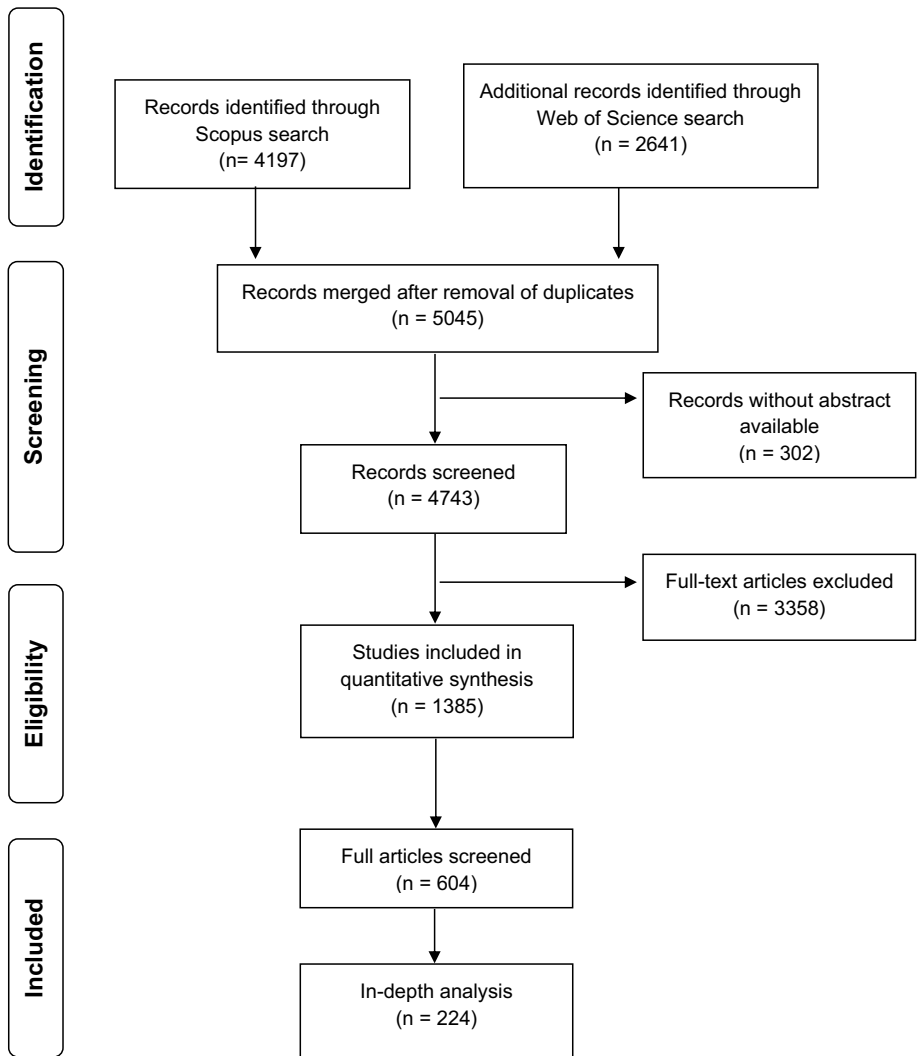 Identification
Records identified through
Scopus search
(n= 4197)
Additional records identified through
Web of Science search
(n = 2641)
Screening
Records merged after removal of duplicates
(n = 5045)
Records without abstract
available
(n = 302)
Records screened
(n = 4743)
Full-text articles excluded
(n = 3358)
Eligibility
Studies included in
quantitative synthesis
(n = 1385)
Included
Full articles screened
(n = 604)
In-depth analysis
(n = 224)